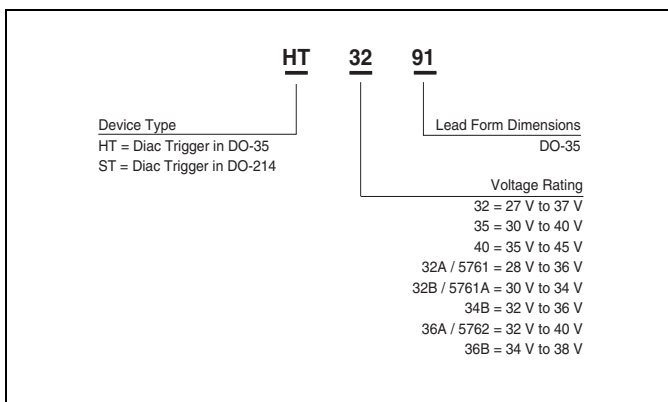 HT 32 91
Device Type
HT = Diac Trigger in DO-35
ST = Diac Trigger in DO-214
Lead Form Dimensions
DO-35
Voltage Rating
32 = 27 V to 37 V
35 = 30 V to 40 V
40 = 35 V to 45 V
32A / 5761 = 28 V to 36 V
32B / 5761A = 30 V to 34 V
34B = 32 V to 36 V
36A / 5762 = 32 V to 40 V
36B = 34 V to 38 V